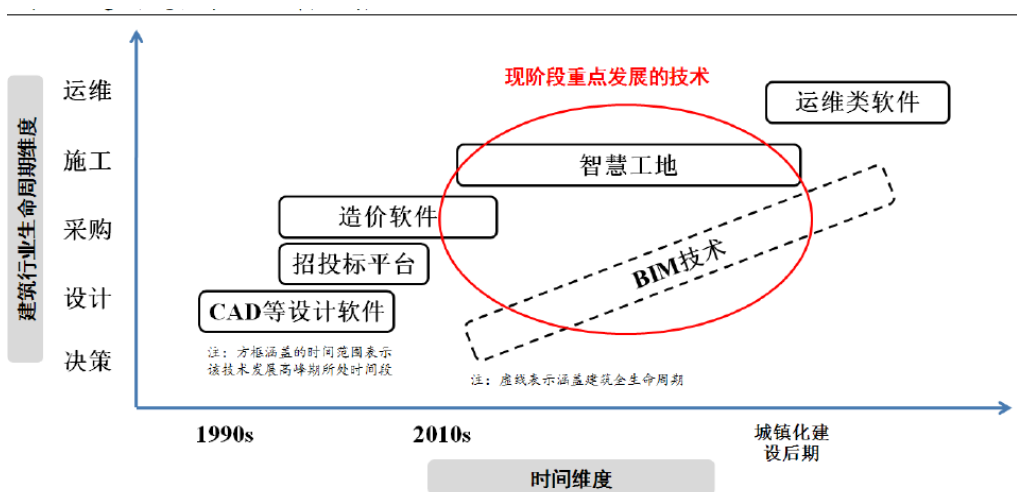 现阶段重点发展的技术
建筑行业生命周期维度
运维
运维类软件
施工
智慧工地
采购
造价软件
招投标平台
BIM技术
设计
CAD等设计软件
决策
注：方框涵盖的时间范围表示
该技术发展高峰期所处时间段
注：虚线表示涵盖建筑全生命周期
1990s
2010s
城镇化建
设后期
时间维度